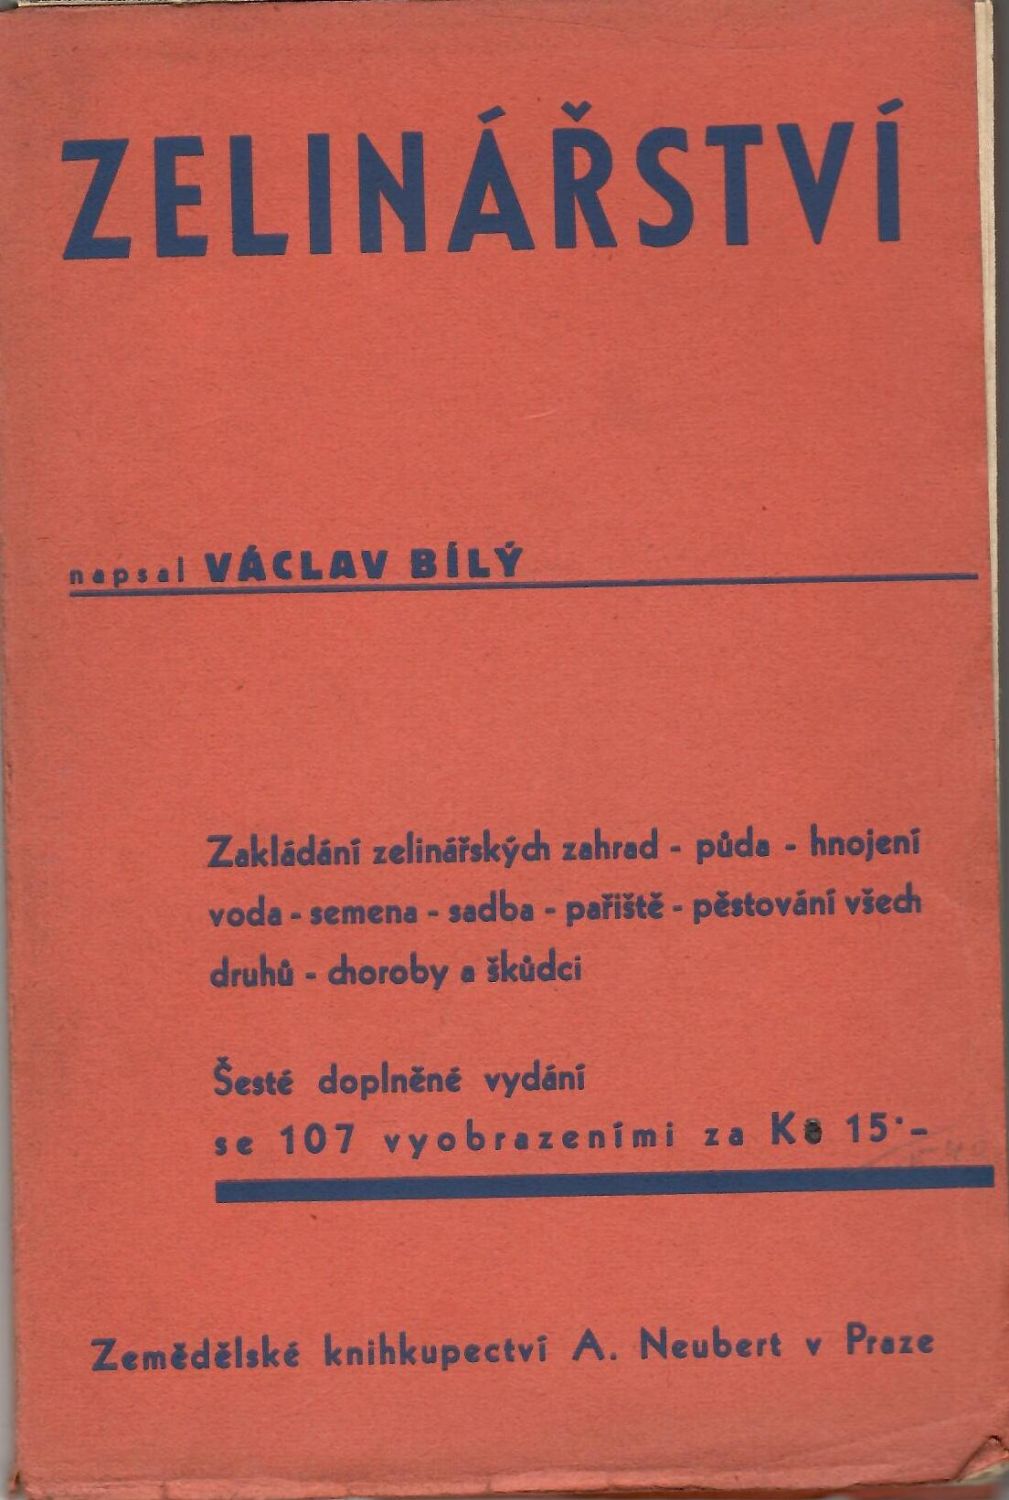 ZELINÁŘSTVÍ
napsal VÁCLAV BÍLÝ
Zakládání zelinářských zahrad - půda - hnojení
voda - semena - sadba - pařiště - pěstování všech
druhů - choroby a škůdci
Šesté doplněné vydání
se 107 vyobrazeními za K 15·-
Zemědělské knihkupectví A. Neubert v Praze